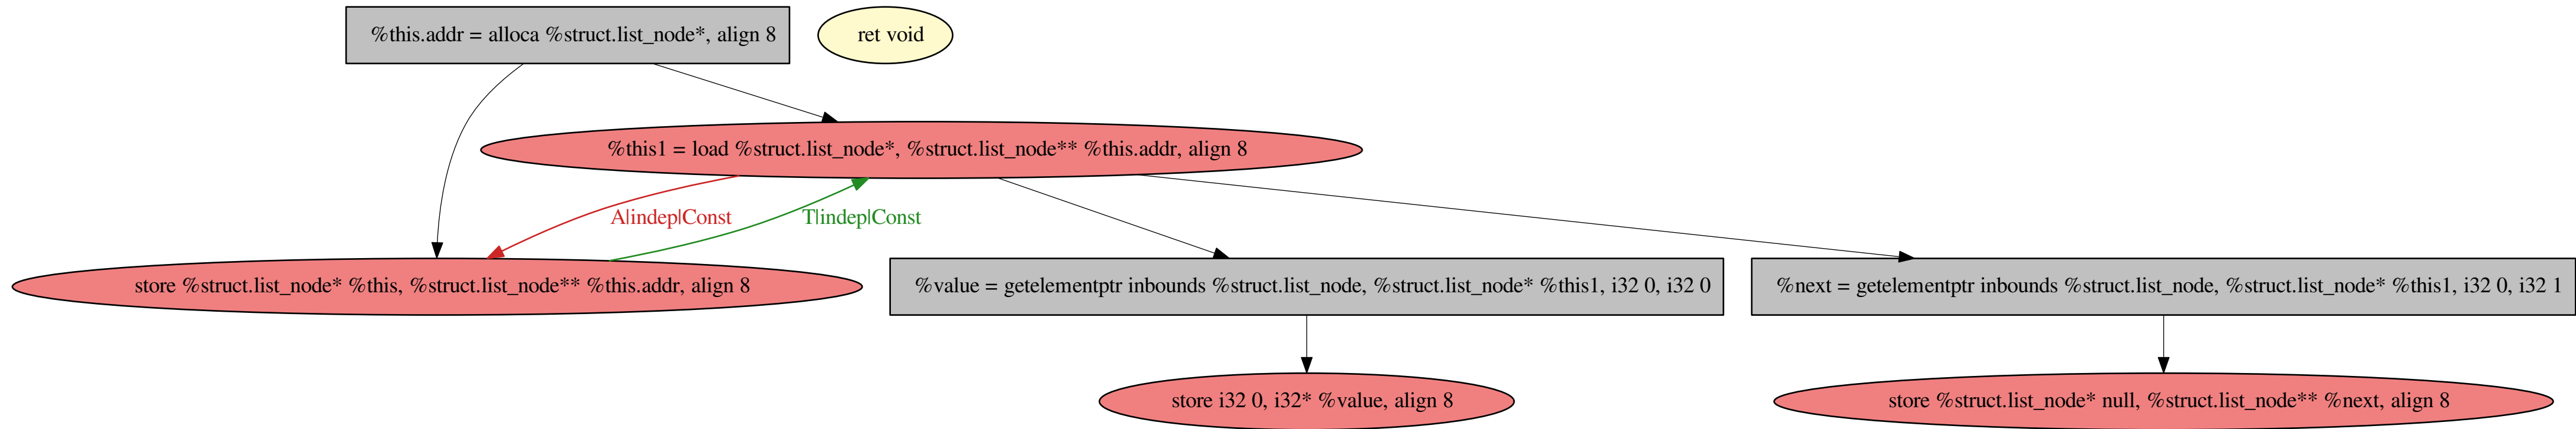 %this.addr = alloca %struct.list_node*, align 8
ret void
%this1 = load %struct.list_node*, %struct.list_node** %this.addr, align 8
A|indep|Const
T|indep|Const
store %struct.list_node* %this, %struct.list_node** %this.addr, align 8
%value = getelementptr inbounds %struct.list_node, %struct.list_node* %this1, i32 0, i32 0
%next = getelementptr inbounds %struct.list_node, %struct.list_node* %this1, i32 0, i32 1
store i32 0, i32* %value, align 8
store %struct.list_node* null, %struct.list_node** %next, align 8